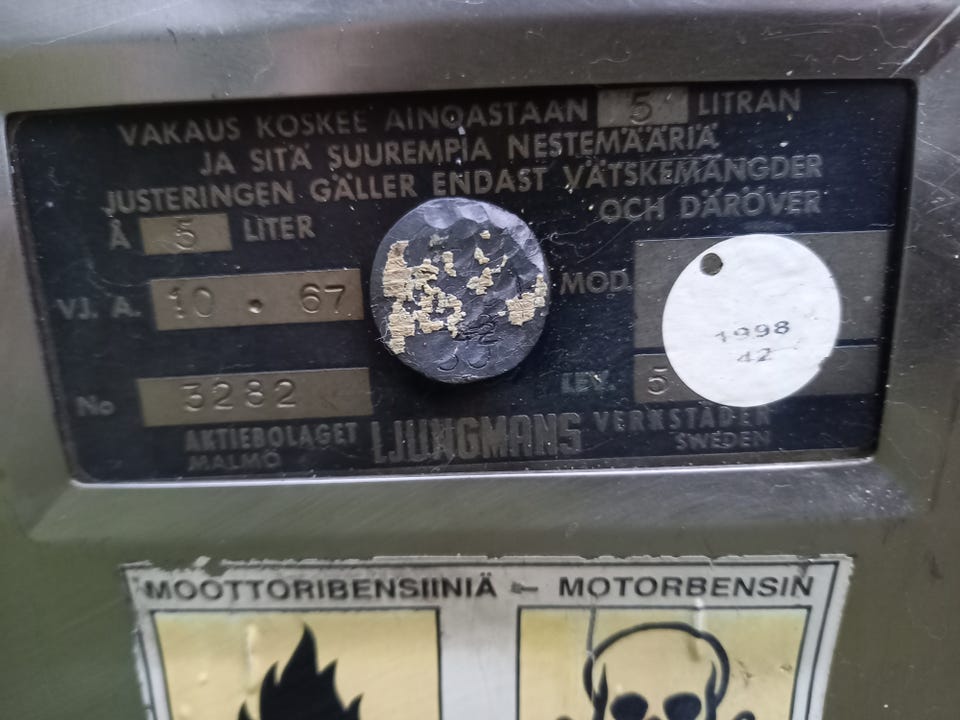 VAKAUS KOSKEE AINOASTAAN 5 LITRAN
JA SITÄ SUUREMPIA NESTEMÄÄRIÄ
JUSTERINGEN GÄLLER ENDAST VÄTSKEMÄNGDER
Å 5 LITER OCH DÄRÖVER
VJ. A. 10 . 67
MOD.
1998
42
No 3282
LEV. 5
AKTIEBOLAGET LJUNGMANS VERKSTÄDER
MALMÖ SWEDEN
MOOTTORIBENSIINIÄ – MOTORBENSIN